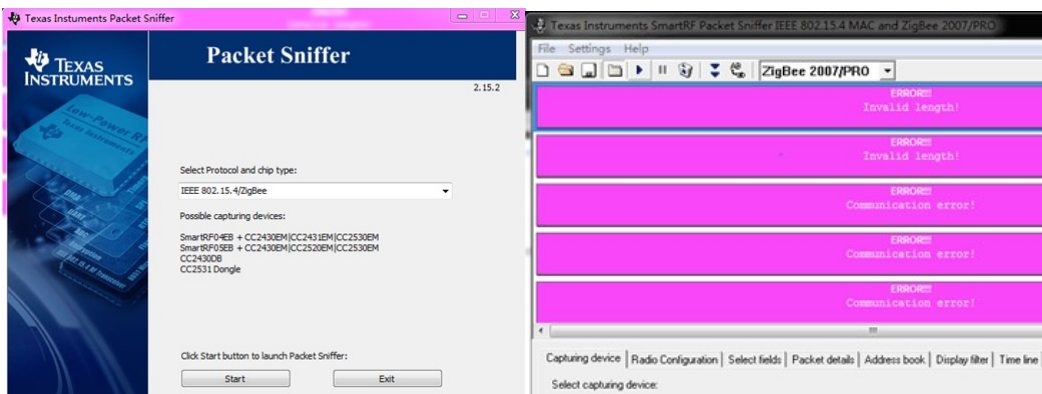 Texas Instuments Packet Sniffer
TEXAS
INSTRUMENTS
Packet Sniffer
2.15.2
Low-Power RF
Texas Instruments
Select Protocol and chip type:
IEEE 802.15.4/ZigBee
Possible capturing devices:
SmartRF04EB + CC2430EM|CC2431EM|CC2530EM
SmartRF05EB + CC2430EM|CC2520EM|CC2530EM
CC2430DB
CC2531 Dongle
Click Start button to launch Packet Sniffer:
Start Exit
Texas Instruments SmartRF Packet Sniffer IEEE 802.15.4 MAC and ZigBee 2007/PRO
File Settings Help
ZigBee 2007/PRO
ERROR!!!
Invalid length!
ERROR!!!
Invalid length!
ERROR!!!
Communication error!
ERROR!!!
Communication error!
ERROR!!!
Communication error!
Capturing device Radio Configuration Select fields Packet details Address book Display filter Time line
Select capturing device: